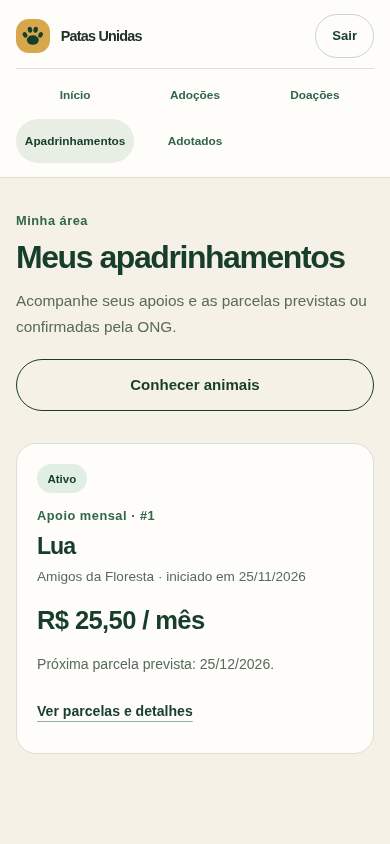 Patas Unidas
Sair
Início
Adoções
Doações
Apadrinhamentos
Adotados
Minha área
Meus apadrinhamentos
Acompanhe seus apoios e as parcelas previstas ou
confirmadas pela ONG.
Conhecer animais
Ativo
Apoio mensal · #1
Lua
Amigos da Floresta · iniciado em 25/11/2026
R$ 25,50 / mês
Próxima parcela prevista: 25/12/2026.
Ver parcelas e detalhes